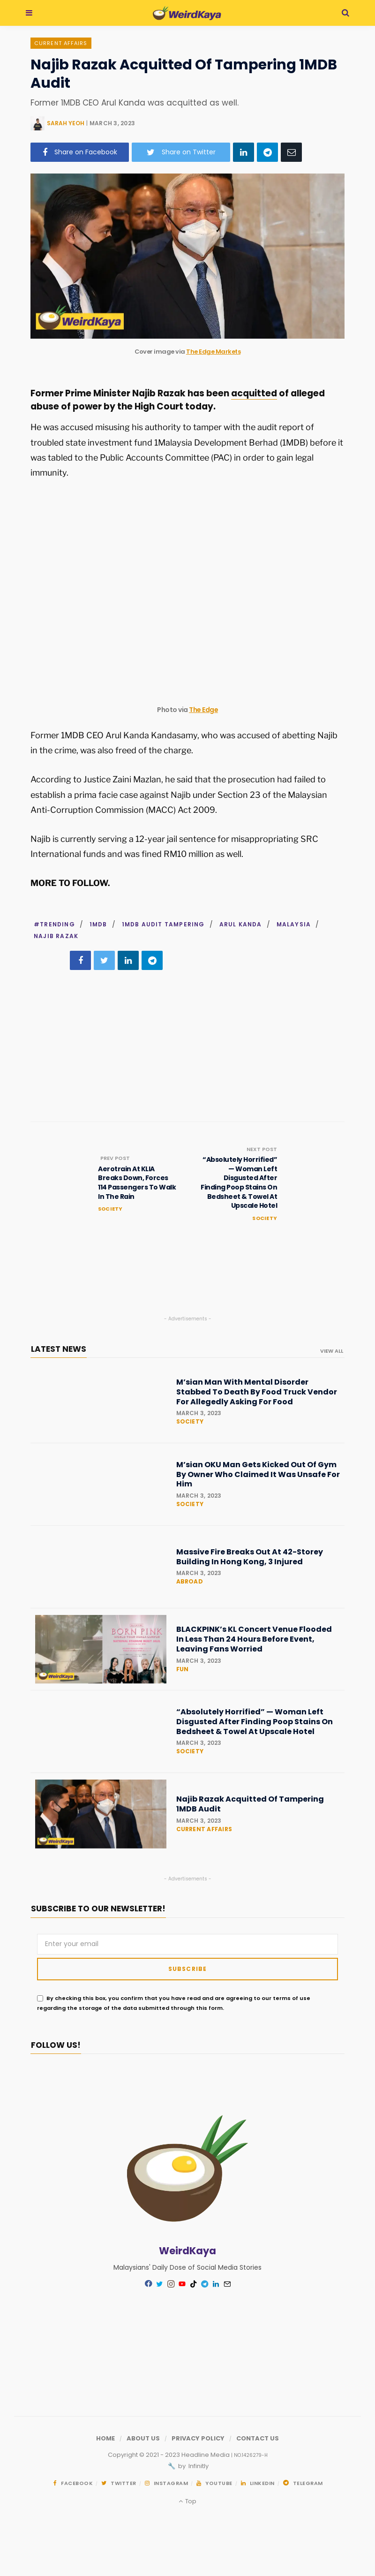 WeirdKaya
CURRENT AFFAIRS
Najib Razak Acquitted Of Tampering 1MDB
Audit
Former 1MDB CEO Arul Kanda was acquitted as well.
SARAH YEOH | MARCH 3, 2023
Share on Facebook Share on Twitter
WeirdKaya
Cover image via The Edge Markets
Former Prime Minister Najib Razak has been acquitted of alleged
abuse of power by the High Court today.
He was accused misusing his authority to tamper with the audit report of
troubled state investment fund 1Malaysia Development Berhad (1MDB) before it
was tabled to the Public Accounts Committee (PAC) in order to gain legal
immunity.
Photo via The Edge
Former 1MDB CEO Arul Kanda Kandasamy, who was accused of abetting Najib
in the crime, was also freed of the charge.
According to Justice Zaini Mazlan, he said that the prosecution had failed to
establish a prima facie case against Najib under Section 23 of the Malaysian
Anti-Corruption Commission (MACC) Act 2009.
Najib is currently serving a 12-year jail sentence for misappropriating SRC
International funds and was fined RM10 million as well.
MORE TO FOLLOW.
#TRENDING / 1MDB / 1MDB AUDIT TAMPERING / ARUL KANDA / MALAYSIA /
NAJIB RAZAK
PREV POST
Aerotrain At KLIA
Breaks Down, Forces
114 Passengers To Walk
In The Rain
SOCIETY
NEXT POST
“Absolutely Horrified”
— Woman Left
Disgusted After
Finding Poop Stains On
Bedsheet & Towel At
Upscale Hotel
SOCIETY
- Advertisements -
LATEST NEWS
VIEW ALL
M’sian Man With Mental Disorder
Stabbed To Death By Food Truck Vendor
For Allegedly Asking For Food
MARCH 3, 2023
SOCIETY
M’sian OKU Man Gets Kicked Out Of Gym
By Owner Who Claimed It Was Unsafe For
Him
MARCH 3, 2023
SOCIETY
Massive Fire Breaks Out At 42-Storey
Building In Hong Kong, 3 Injured
MARCH 3, 2023
ABROAD
BORN PINK
WeirdKaya
BLACKPINK’s KL Concert Venue Flooded
In Less Than 24 Hours Before Event,
Leaving Fans Worried
MARCH 3, 2023
FUN
“Absolutely Horrified” — Woman Left
Disgusted After Finding Poop Stains On
Bedsheet & Towel At Upscale Hotel
MARCH 3, 2023
SOCIETY
WeirdKaya
Najib Razak Acquitted Of Tampering
1MDB Audit
MARCH 3, 2023
CURRENT AFFAIRS
- Advertisements -
SUBSCRIBE TO OUR NEWSLETTER!
Enter your email
SUBSCRIBE
By checking this box, you confirm that you have read and are agreeing to our terms of use
regarding the storage of the data submitted through this form.
FOLLOW US!
WeirdKaya
Malaysians' Daily Dose of Social Media Stories
HOME / ABOUT US / PRIVACY POLICY / CONTACT US
Copyright © 2021 - 2023 Headline Media | NO1426279-H
by: Infinitly
FACEBOOK / TWITTER / INSTAGRAM / YOUTUBE / LINKEDIN / TELEGRAM
Top